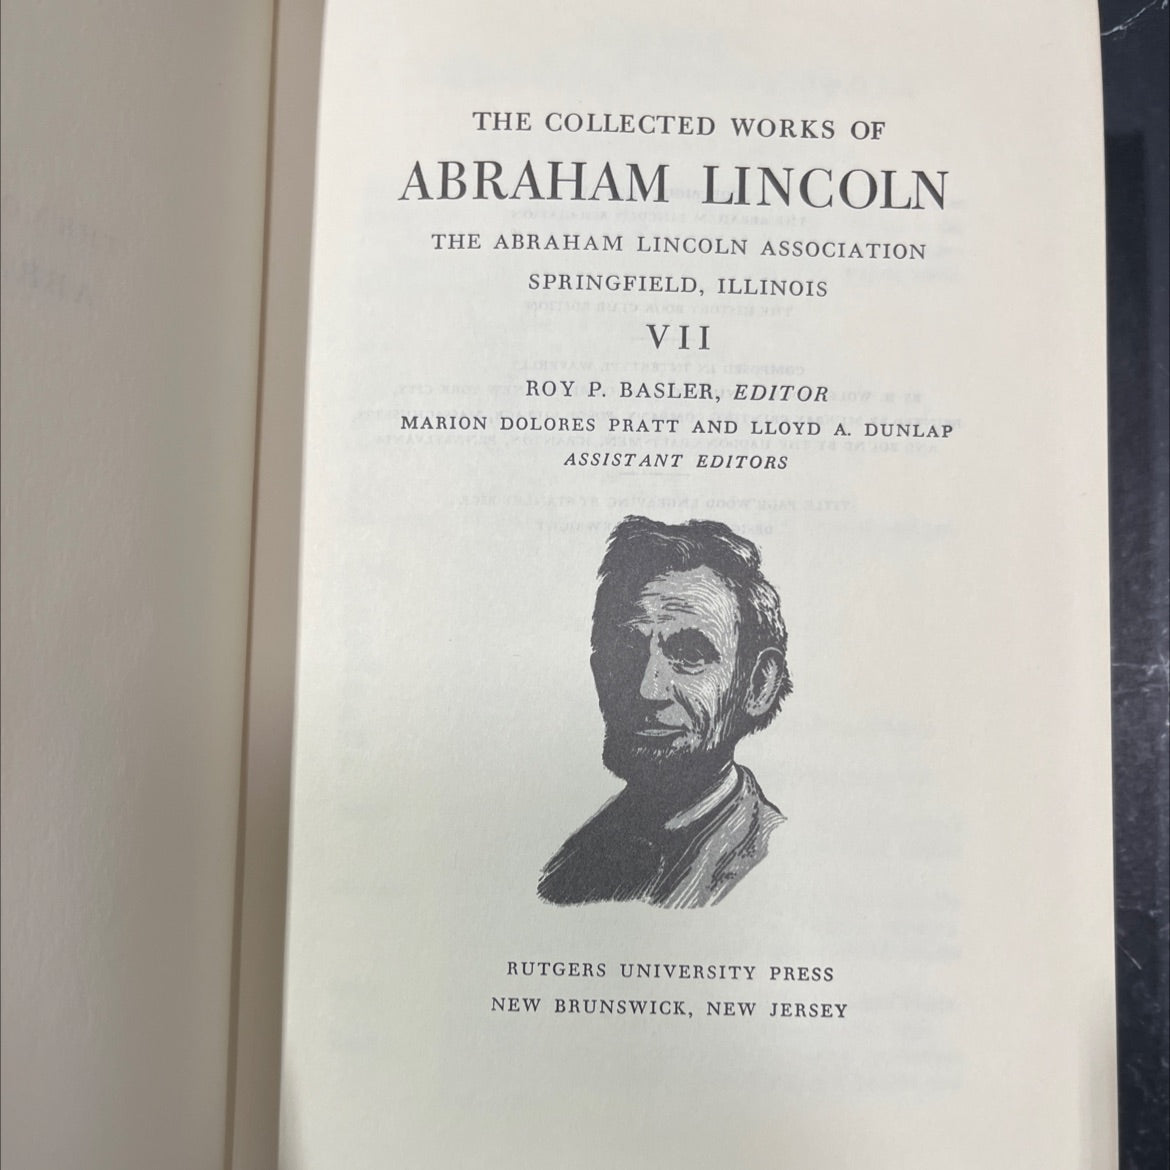 THE COLLECTED WORKS OF
ABRAHAM LINCOLN
THE ABRAHAM LINCOLN ASSOCIATION
SPRINGFIELD, ILLINOIS
VII
ROY P. BASLER, EDITOR
MARION DOLORES PRATT AND LLOYD A. DUNLAP
ASSISTANT EDITORS
RUTGERS UNIVERSITY PRESS
NEW BRUNSWICK, NEW JERSEY